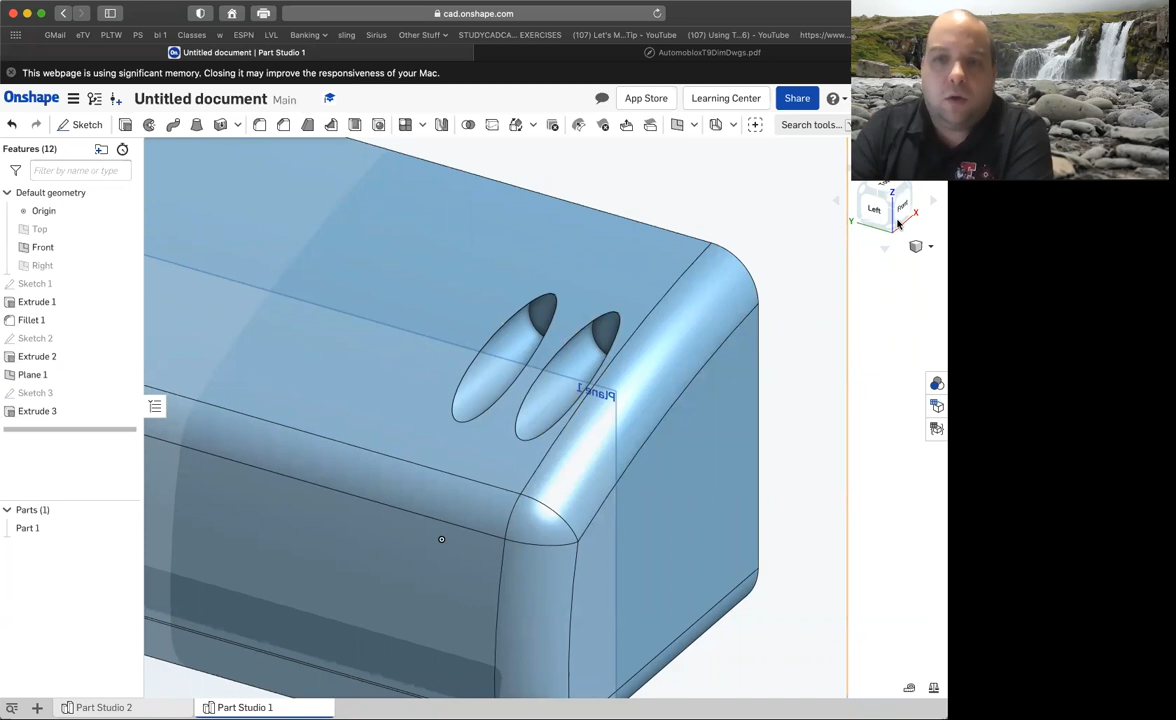 cad.onshape.com
GMail eTV PLTW PS bl 1 Classes w ESPN LVL Banking sling Sirius Other Stuff STUDYCADCA... EXERCISES (107) Let's M...Tip - YouTube (107) Using T...6) - YouTube https://www...
On Untitled document | Part Studio 1 AutomobloxT9DimDwgs.pdf
This webpage is using significant memory. Closing it may improve the responsiveness of your Mac.
Onshape Untitled document Main App Store Learning Center Share ?
Sketch Search tools...
Features (12)
Filter by name or type
Default geometry
Origin
Top
Front
Right
Sketch 1
Extrude 1
Fillet 1
Sketch 2
Extrude 2
Plane 1
Sketch 3
Extrude 3
Parts (1)
Part 1
Plane 1
Z
Left Front X
Y
Part Studio 2 Part Studio 1